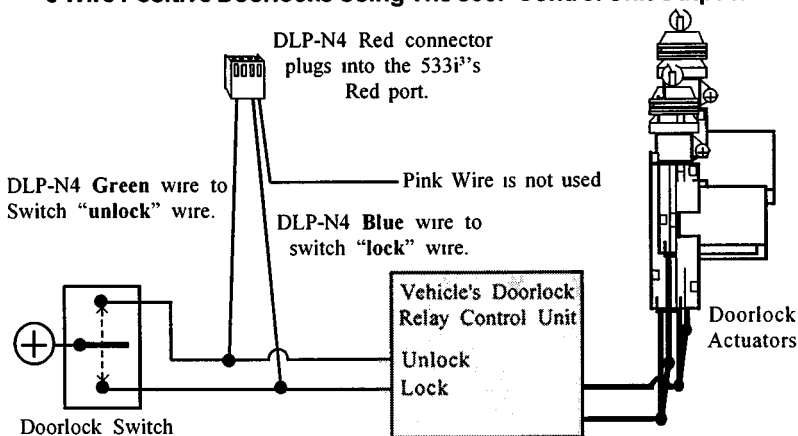 DLP-N4 Red connector
plugs into the 533i³'s
Red port.
DLP-N4 Green wire to
Switch "unlock" wire.
Pink Wire is not used
DLP-N4 Blue wire to
switch "lock" wire.
Vehicle's Doorlock
Relay Control Unit
Unlock
Lock
Doorlock
Actuators
Doorlock Switch